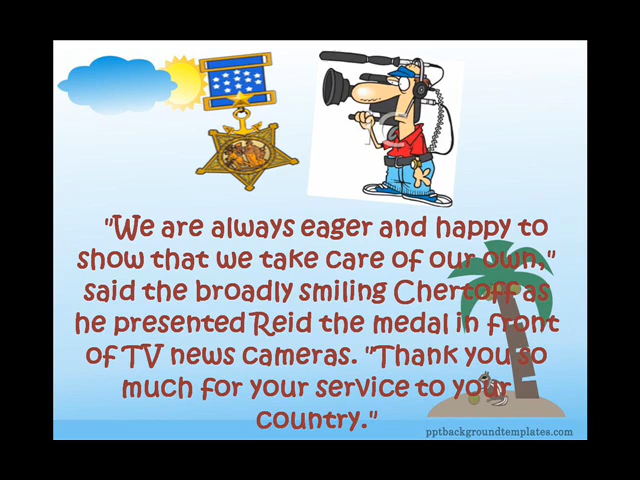 "We are always eager and happy to
show that we take care of our own,"
said the broadly smiling Chertoff as
he presented Reid the medal in front
of TV news cameras. "Thank you so
much for your service to your
country."
pptbackgroundtemplates.com